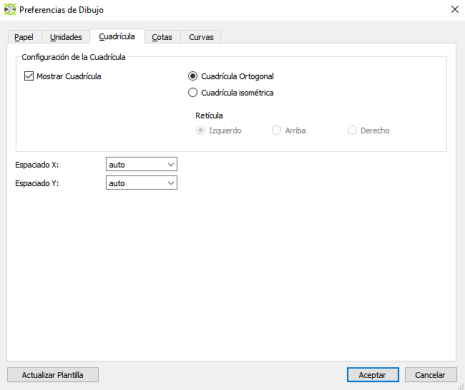 Preferencias de Dibujo
Papel Unidades Cuadrícula Cotas Curvas
Configuración de la Cuadrícula
Mostrar Cuadrícula
Cuadrícula Ortogonal
Cuadrícula isométrica
Retícula
Izquierdo Arriba Derecho
Espaciado X: auto
Espaciado Y: auto
Actualizar Plantilla Aceptar Cancelar